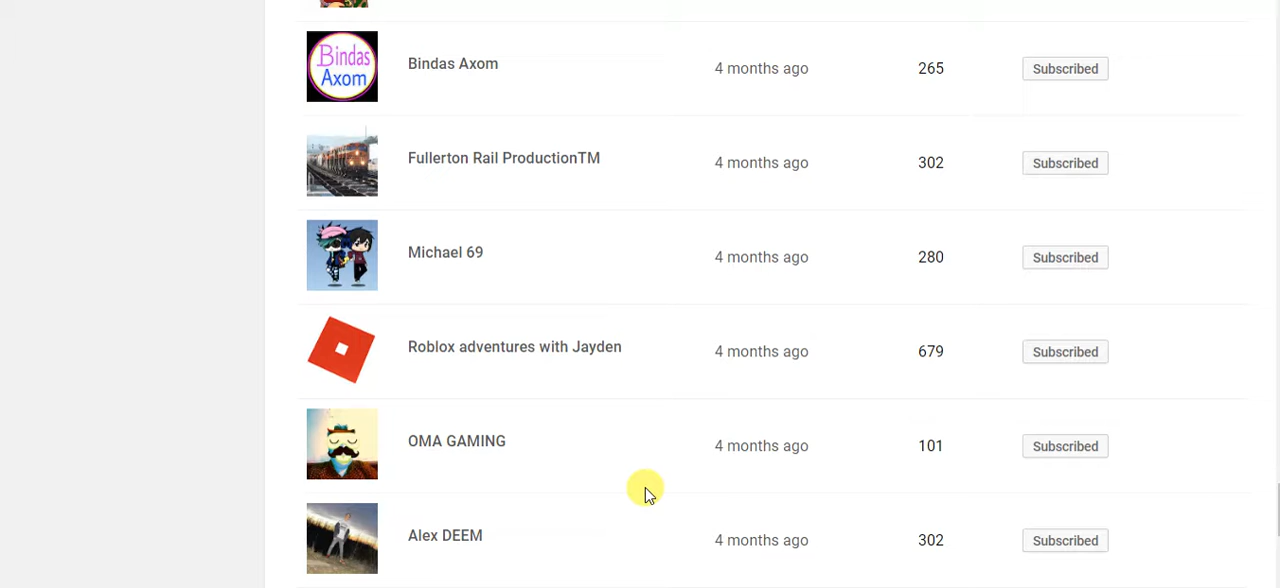 Bindas
Axom
Bindas Axom 4 months ago 265 Subscribed
Fullerton Rail ProductionTM 4 months ago 302 Subscribed
Michael 69 4 months ago 280 Subscribed
Roblox adventures with Jayden 4 months ago 679 Subscribed
OMA GAMING 4 months ago 101 Subscribed
Alex DEEM 4 months ago 302 Subscribed